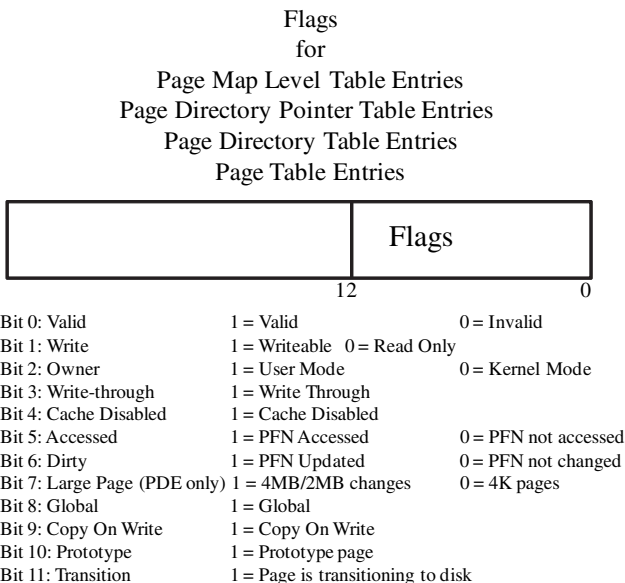 Flags
for
Page Map Level Table Entries
Page Directory Pointer Table Entries
Page Directory Table Entries
Page Table Entries
Flags
12 0
Bit 0: Valid 1 = Valid 0 = Invalid
Bit 1: Write 1 = Writeable 0 = Read Only
Bit 2: Owner 1 = User Mode 0 = Kernel Mode
Bit 3: Write-through 1 = Write Through
Bit 4: Cache Disabled 1 = Cache Disabled
Bit 5: Accessed 1 = PFN Accessed 0 = PFN not accessed
Bit 6: Dirty 1 = PFN Updated 0 = PFN not changed
Bit 7: Large Page (PDE only) 1 = 4MB/2MB changes 0 = 4K pages
Bit 8: Global 1 = Global
Bit 9: Copy On Write 1 = Copy On Write
Bit 10: Prototype 1 = Prototype page
Bit 11: Transition 1 = Page is transitioning to disk